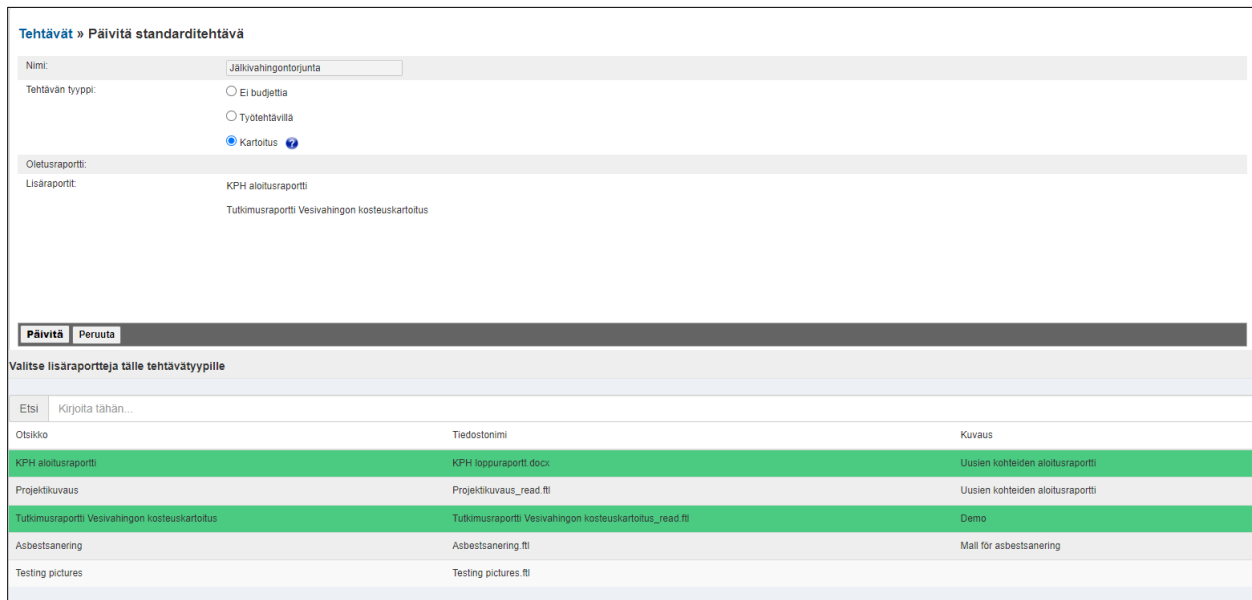 Tehtävät » Päivitä standarditehtävä
Nimi: Jälkivahingontorjunta
Tehtävän tyyppi: Ei budjettia
Työtehtävillä
Kartoitus ?
Oletusraportti:
Lisäraportit: KPH aloitusraportti
Tutkimusraportti Vesivahingon kosteuskartoitus
Päivitä Peruuta
Valitse lisäraportteja tälle tehtävätyypille
Etsi Kirjoita tähän...
Otsikko Tiedostonimi Kuvaus
KPH aloitusraportti KPH loppuraportt.docx Uusien kohteiden aloitusraportti
Projektikuvaus Projektikuvaus_read.ftl Uusien kohteiden aloitusraportti
Tutkimusraportti Vesivahingon kosteuskartoitus Tutkimusraportti Vesivahingon kosteuskartoitus_read.ftl Demo
Asbestsanering Asbestsanering.ftl Mall för asbestsanering
Testing pictures Testing pictures.ftl